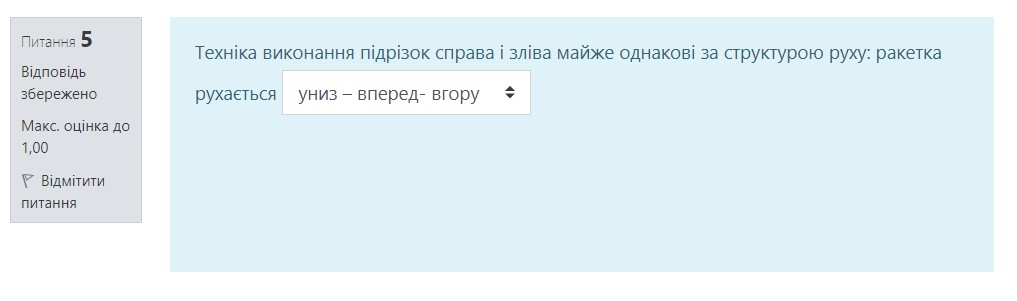 Питання 5
Відповідь
збережено
Макс. оцінка до
1,00
Відмітити
питання
Техніка виконання підрізок справа і зліва майже однакові за структурою руху: ракетка
рухається униз – вперед- вгору